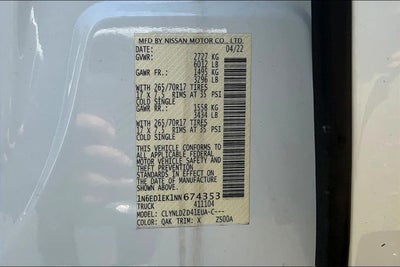 MFD BY NISSAN MOTOR CO., LTD.
DATE: 04/22
GVWR: 2727 KG
6012 LB
GAWR FR.: 1495 KG
3296 LB
WITH 265/70R17 TIRES
17 X 7.5 RIMS AT 35 PSI
COLD SINGLE
GAWR RR.: 1558 KG
3434 LB
WITH 265/70R17 TIRES
17 X 7.5 RIMS AT 35 PSI
COLD SINGLE
THIS VEHICLE CONFORMS TO
ALL APPLICABLE FEDERAL
MOTOR VEHICLE SAFETY AND
THEFT PREVENTION
STANDARDS IN EFFECT ON
THE DATE OF MANUFACTURE
SHOWN ABOVE.
1N6ED1EK1NN674353
TRUCK 411104
MODEL: CLYNLDZD41EUA-C---
COLOR: QAK TRIM: X 2500A